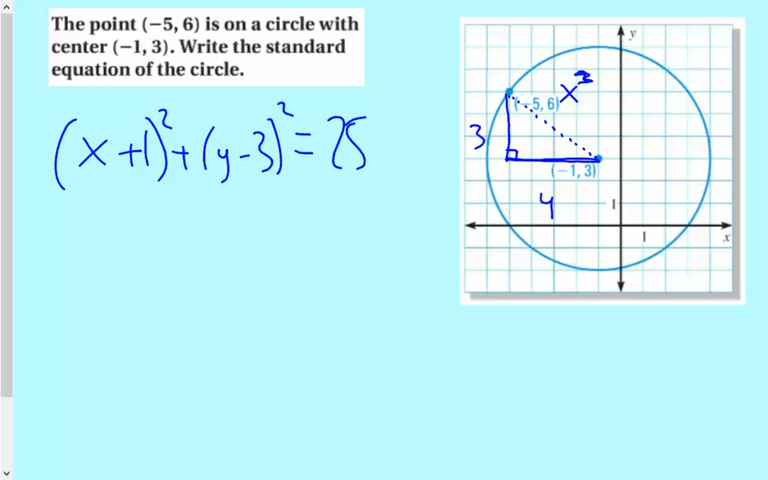 The point (−5, 6) is on a circle with
center (−1, 3). Write the standard
equation of the circle.
(x+1)²+(y-3)²=25
y
(−5, 6)
x²
3
(−1, 3)
4
1
1
x